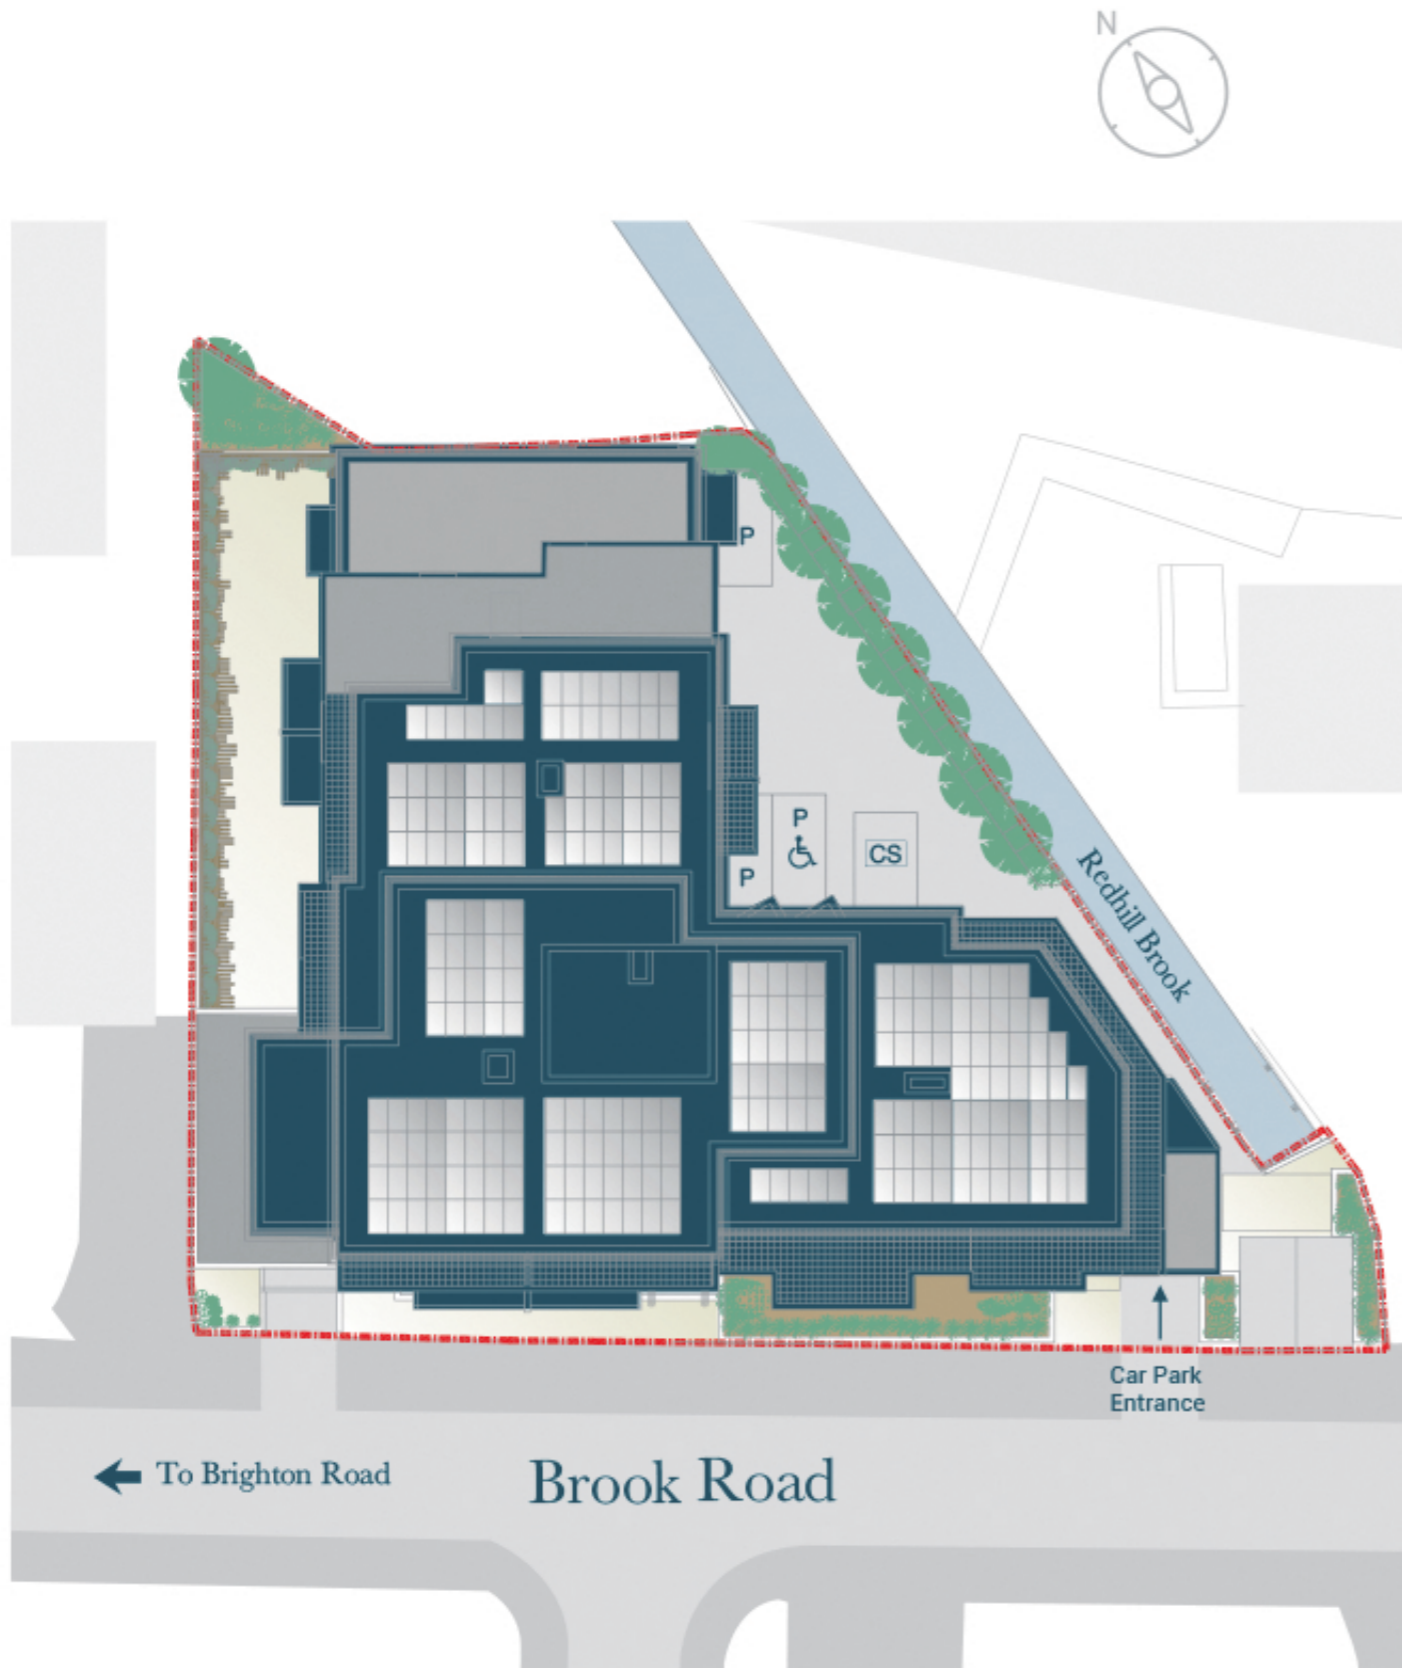 N
P
P
CS
P
Redhill Brook
Car Park
Entrance
To Brighton Road
Brook Road